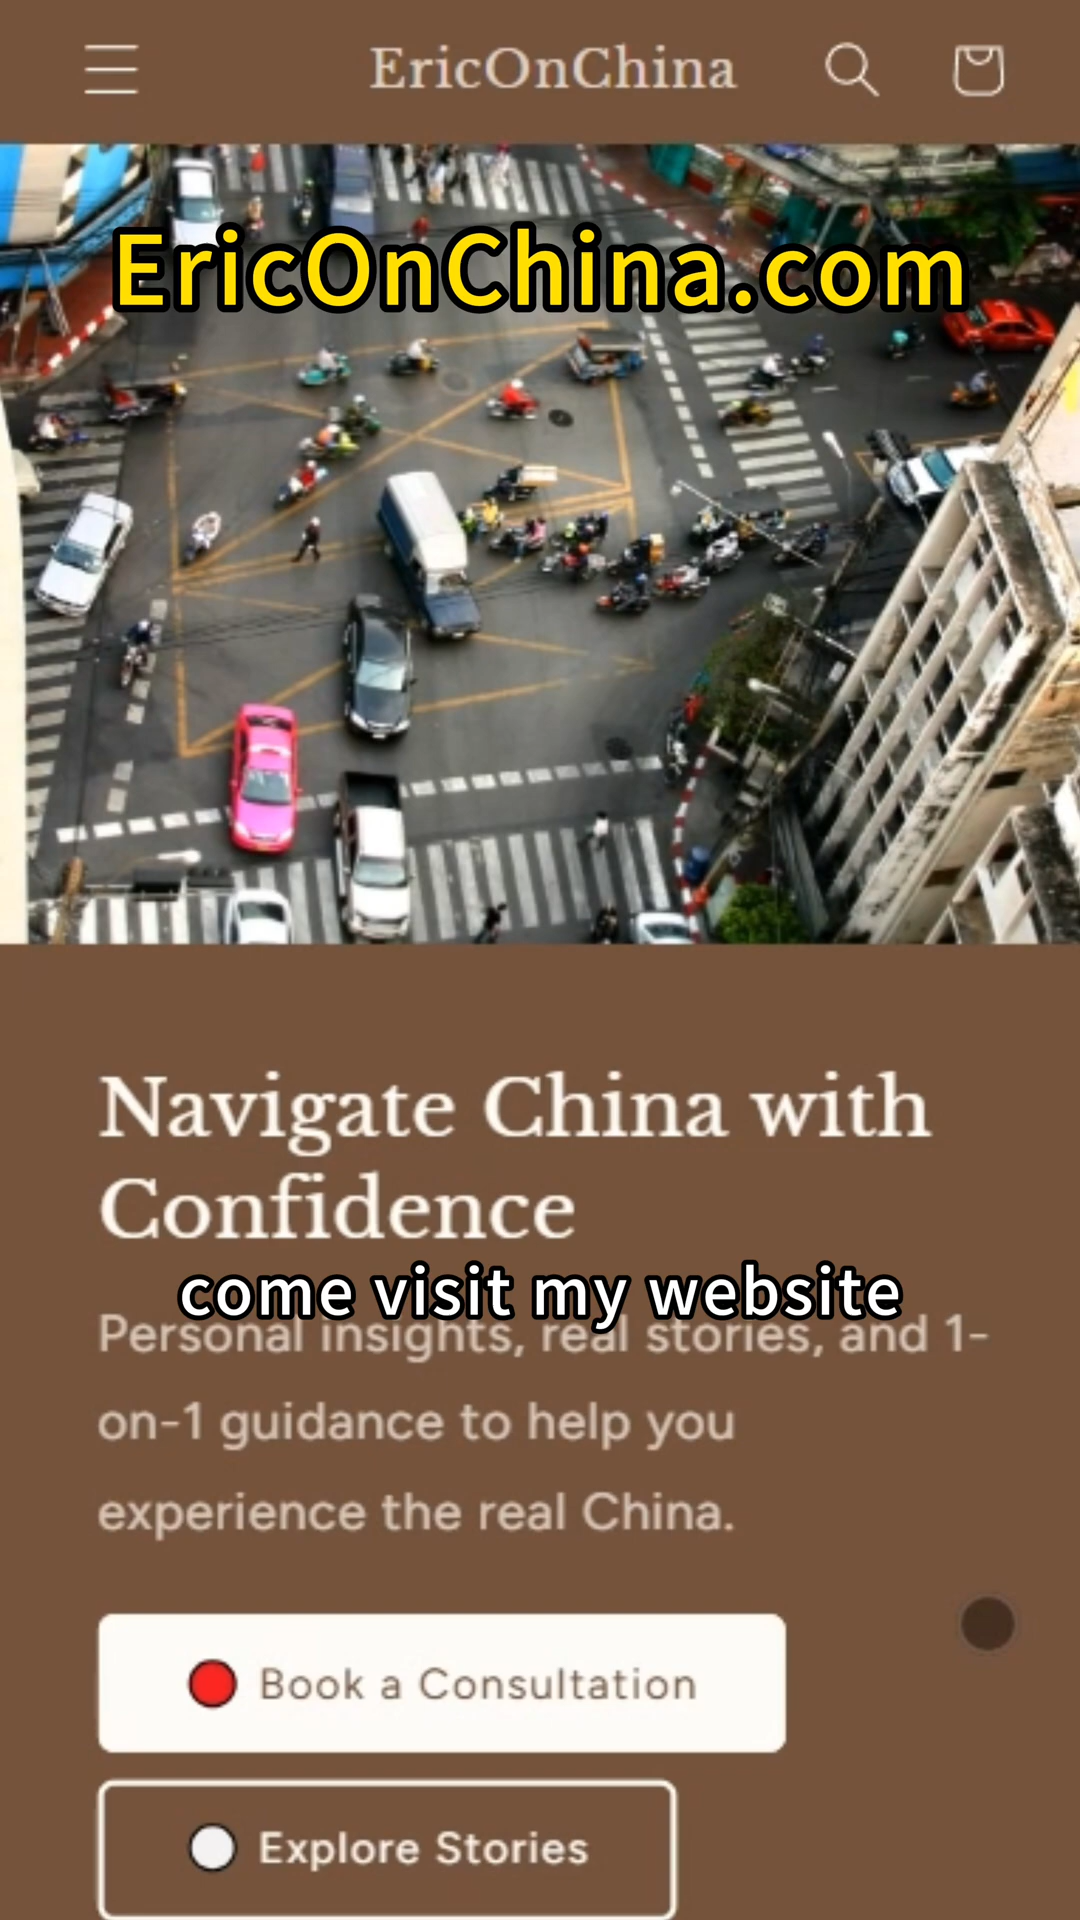 EricOnChina
EricOnChina.com
Navigate China with
Confidence
come visit my website
Personal insights, real stories, and 1-
on-1 guidance to help you
experience the real China.
Book a Consultation
Explore Stories